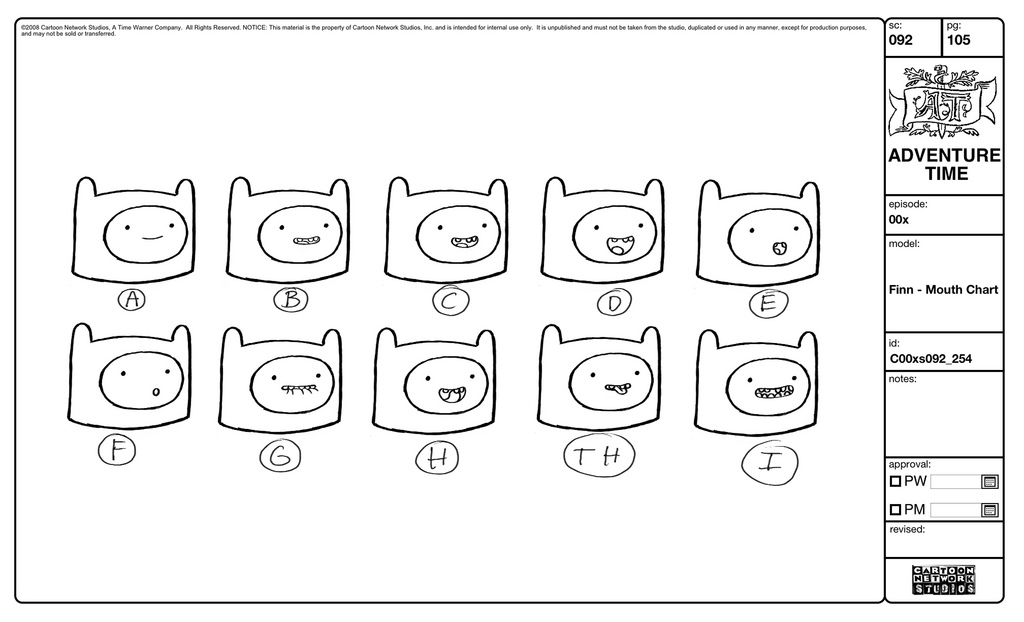 ©2008 Cartoon Network Studios, A Time Warner Company.  All Rights Reserved. NOTICE: This material is the property of Cartoon Network Studios, Inc. and is intended for internal use only.  It is unpublished and must not be taken from the studio, duplicated or used in any manner, except for production purposes,
and may not be sold or transferred.
sc: pg:
092 105
AT
ADVENTURE
TIME
episode:
00x
model:
Finn - Mouth Chart
id:
C00xs092_254
notes:
approval:
PW
PM
revised:
CARTOON
NETWORK
STUDIOS
A B C D E
F G H TH I